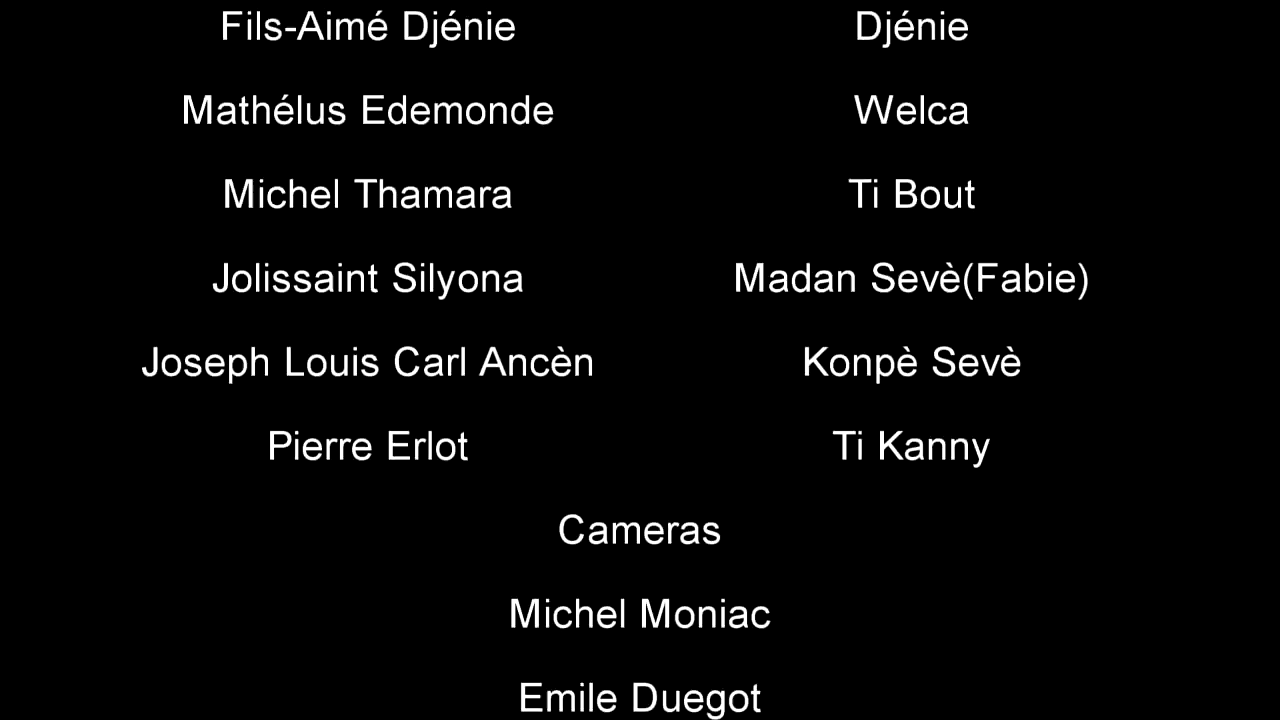 Fils-Aimé Djénie Djénie
Mathélus Edemonde Welca
Michel Thamara Ti Bout
Jolissaint Silyona Madan Sevè(Fabie)
Joseph Louis Carl Ancèn Konpè Sevè
Pierre Erlot Ti Kanny
Cameras
Michel Moniac
Emile Duegot